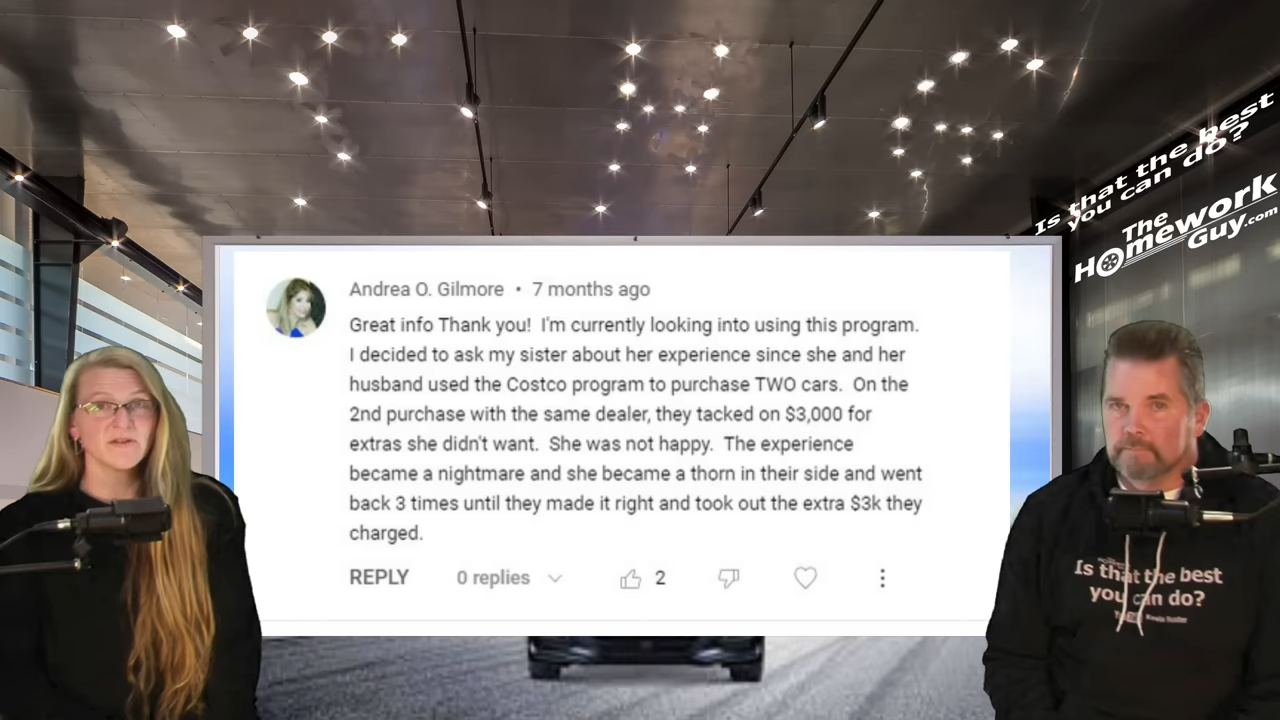 Is that the best
you can do?
The
Homework
Guy.com
Andrea O. Gilmore • 7 months ago
Great info Thank you!  I'm currently looking into using this program.
I decided to ask my sister about her experience since she and her
husband used the Costco program to purchase TWO cars.  On the
2nd purchase with the same dealer, they tacked on $3,000 for
extras she didn't want.  She was not happy.  The experience
became a nightmare and she became a thorn in their side and went
back 3 times until they made it right and took out the extra $3k they
charged.
REPLY 0 replies 2
Is that the best
you can do?